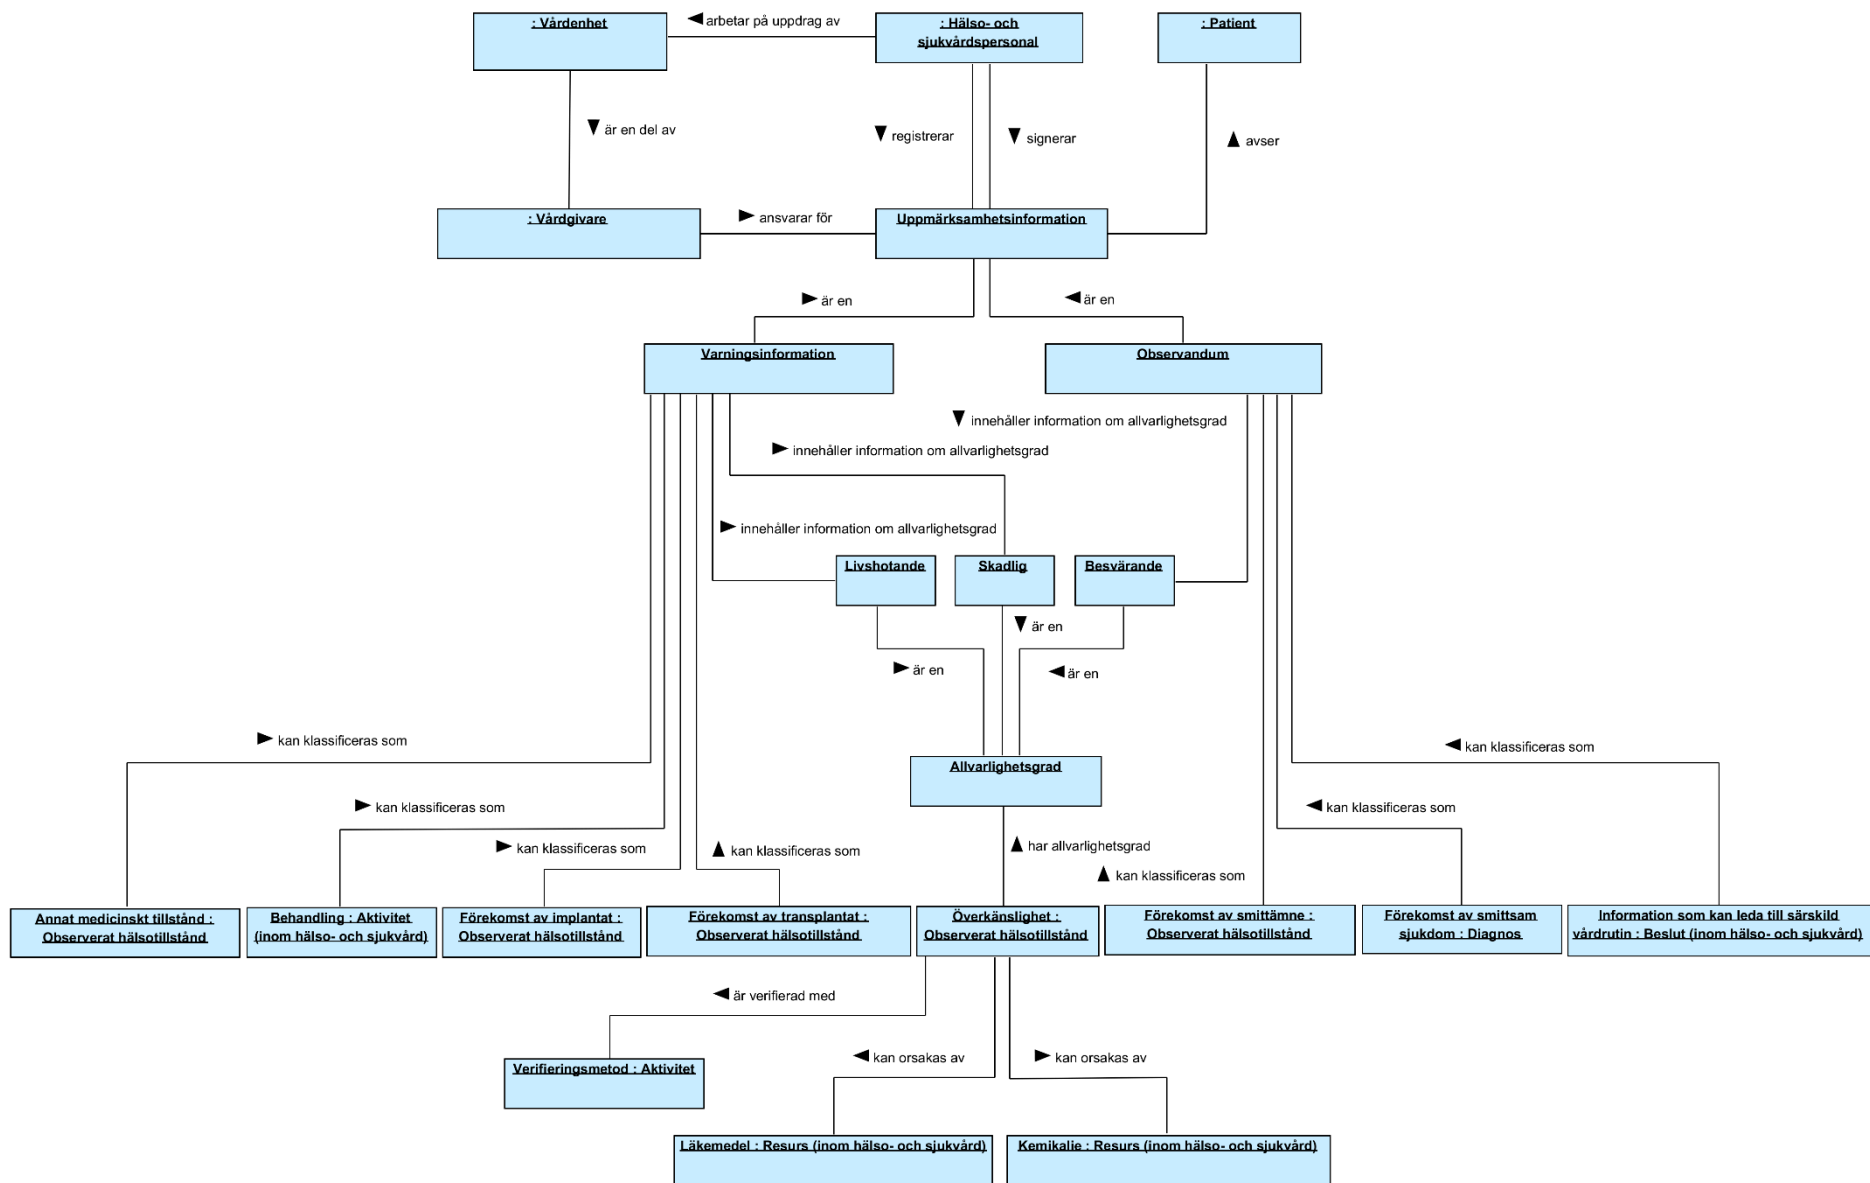 : Vårdenhet
arbetar på uppdrag av
: Hälso- och
sjukvårdspersonal
: Patient
är en del av
registrerar
signerar
avser
: Vårdgivare
ansvarar för
Uppmärksamhetsinformation
är en
är en
Varningsinformation
Observandum
innehåller information om allvarlighetsgrad
innehåller information om allvarlighetsgrad
innehåller information om allvarlighetsgrad
Livshotande
Skadlig
Besvärande
är en
är en
är en
kan klassificeras som
kan klassificeras som
Allvarlighetsgrad
kan klassificeras som
kan klassificeras som
kan klassificeras som
kan klassificeras som
har allvarlighetsgrad
kan klassificeras som
Annat medicinskt tillstånd :
Observerat hälsotillstånd
Behandling : Aktivitet
(inom hälso- och sjukvård)
Förekomst av implantat :
Observerat hälsotillstånd
Förekomst av transplantat :
Observerat hälsotillstånd
Överkänslighet :
Observerat hälsotillstånd
Förekomst av smittämne :
Observerat hälsotillstånd
Förekomst av smittsam
sjukdom : Diagnos
Information som kan leda till särskild
vårdrutin : Beslut (inom hälso- och sjukvård)
är verifierad med
kan orsakas av
kan orsakas av
Verifieringsmetod : Aktivitet
Läkemedel : Resurs (inom hälso- och sjukvård)
Kemikalie : Resurs (inom hälso- och sjukvård)